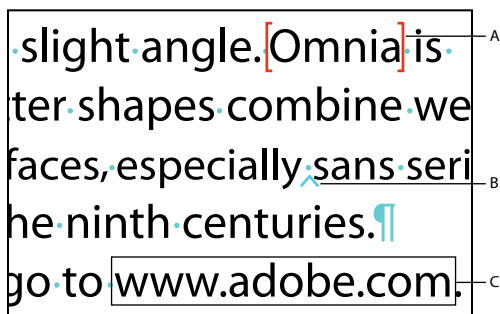 slight angle. [Omnia] is
tter shapes combine we
faces, especially sans seri
he ninth centuries.¶
go to www.adobe.com.
A
B
C